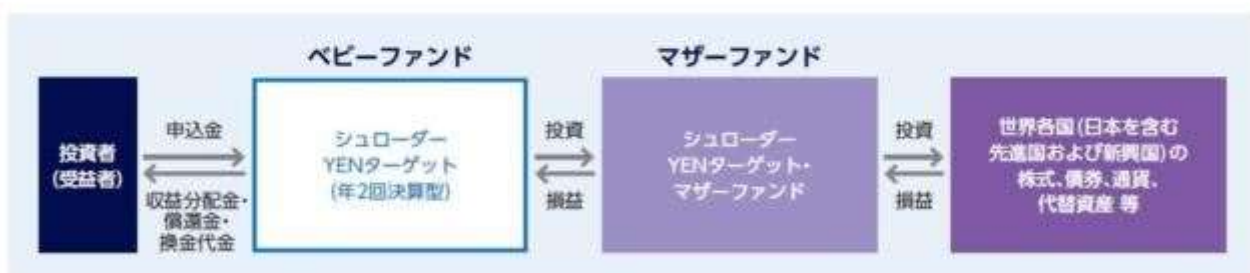 ベビーファンド
マザーファンド
投資者
(受益者)
申込金
収益分配金・
償還金・
換金代金
シュローダー
YENターゲット
(年2回決算型)
投資
損益
シュローダー
YENターゲット・
マザーファンド
投資
損益
世界各国(日本を含む
先進国および新興国)の
株式、債券、通貨、
代替資産 等